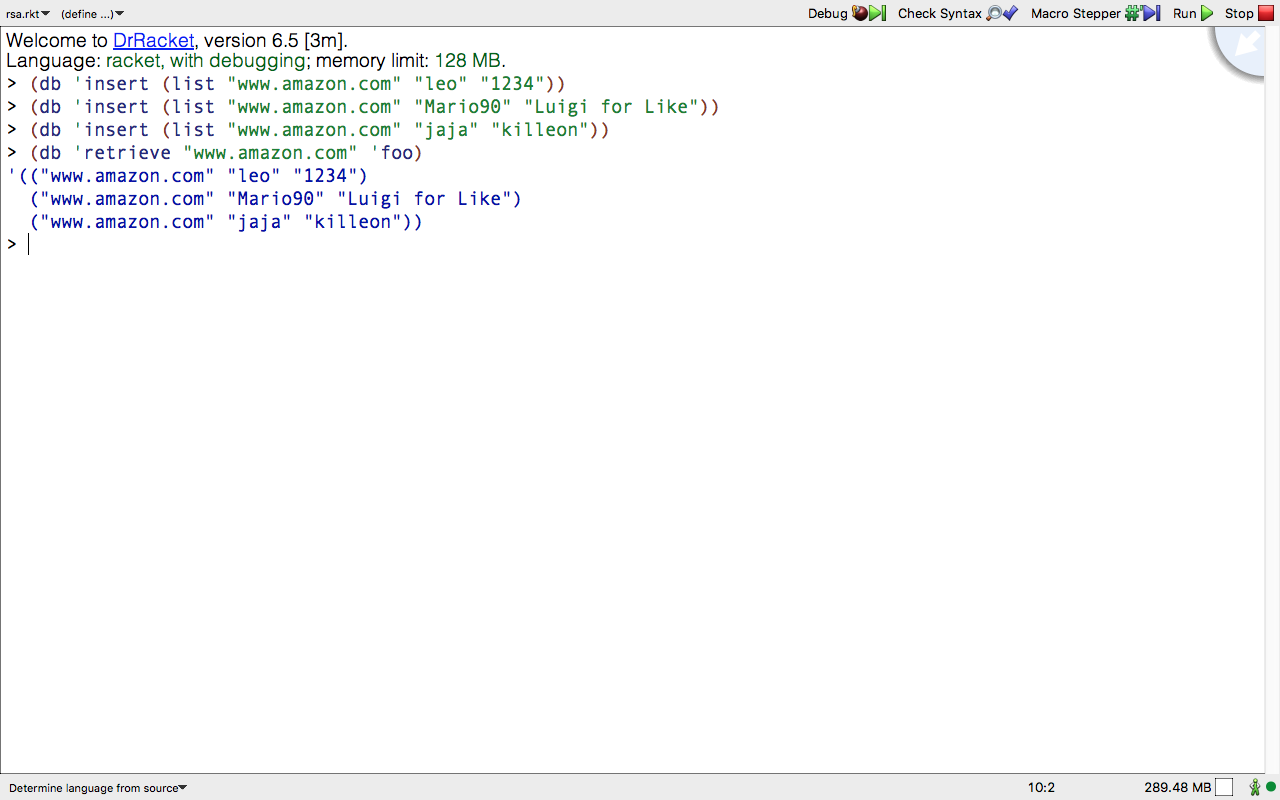 rsa.rkt (define ...) Debug Check Syntax Macro Stepper Run Stop
Welcome to DrRacket, version 6.5 [3m].
Language: racket, with debugging; memory limit: 128 MB.
> (db 'insert (list "www.amazon.com" "leo" "1234"))
> (db 'insert (list "www.amazon.com" "Mario90" "Luigi for Like"))
> (db 'insert (list "www.amazon.com" "jaja" "killeon"))
> (db 'retrieve "www.amazon.com" 'foo)
'(("www.amazon.com" "leo" "1234")
("www.amazon.com" "Mario90" "Luigi for Like")
("www.amazon.com" "jaja" "killeon"))
>
Determine language from source 10:2 289.48 MB